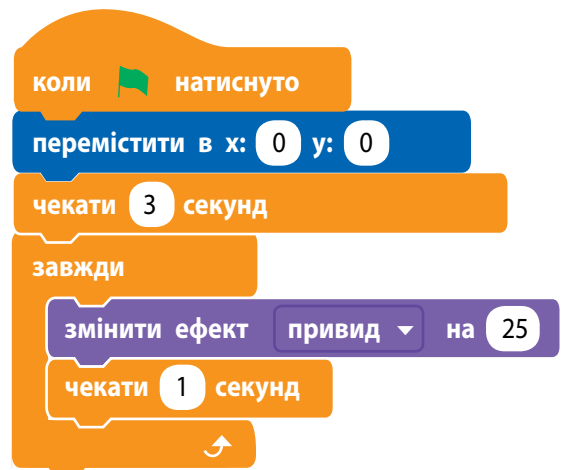 коли натиснуто
перемістити в x: 0 y: 0
чекати 3 секунд
завжди
змінити ефект привид на 25
чекати 1 секунд